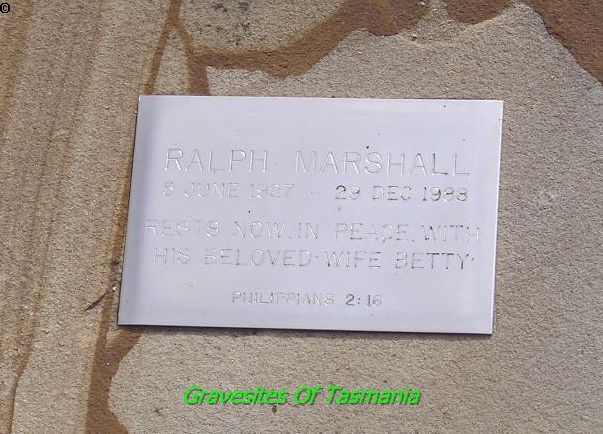 ©
RALPH MARSHALL
5 JUNE 1927 - 29 DEC 1988
RESTS NOW IN PEACE WITH
HIS BELOVED WIFE BETTY
PHILIPPIANS 2:16
Gravesites Of Tasmania